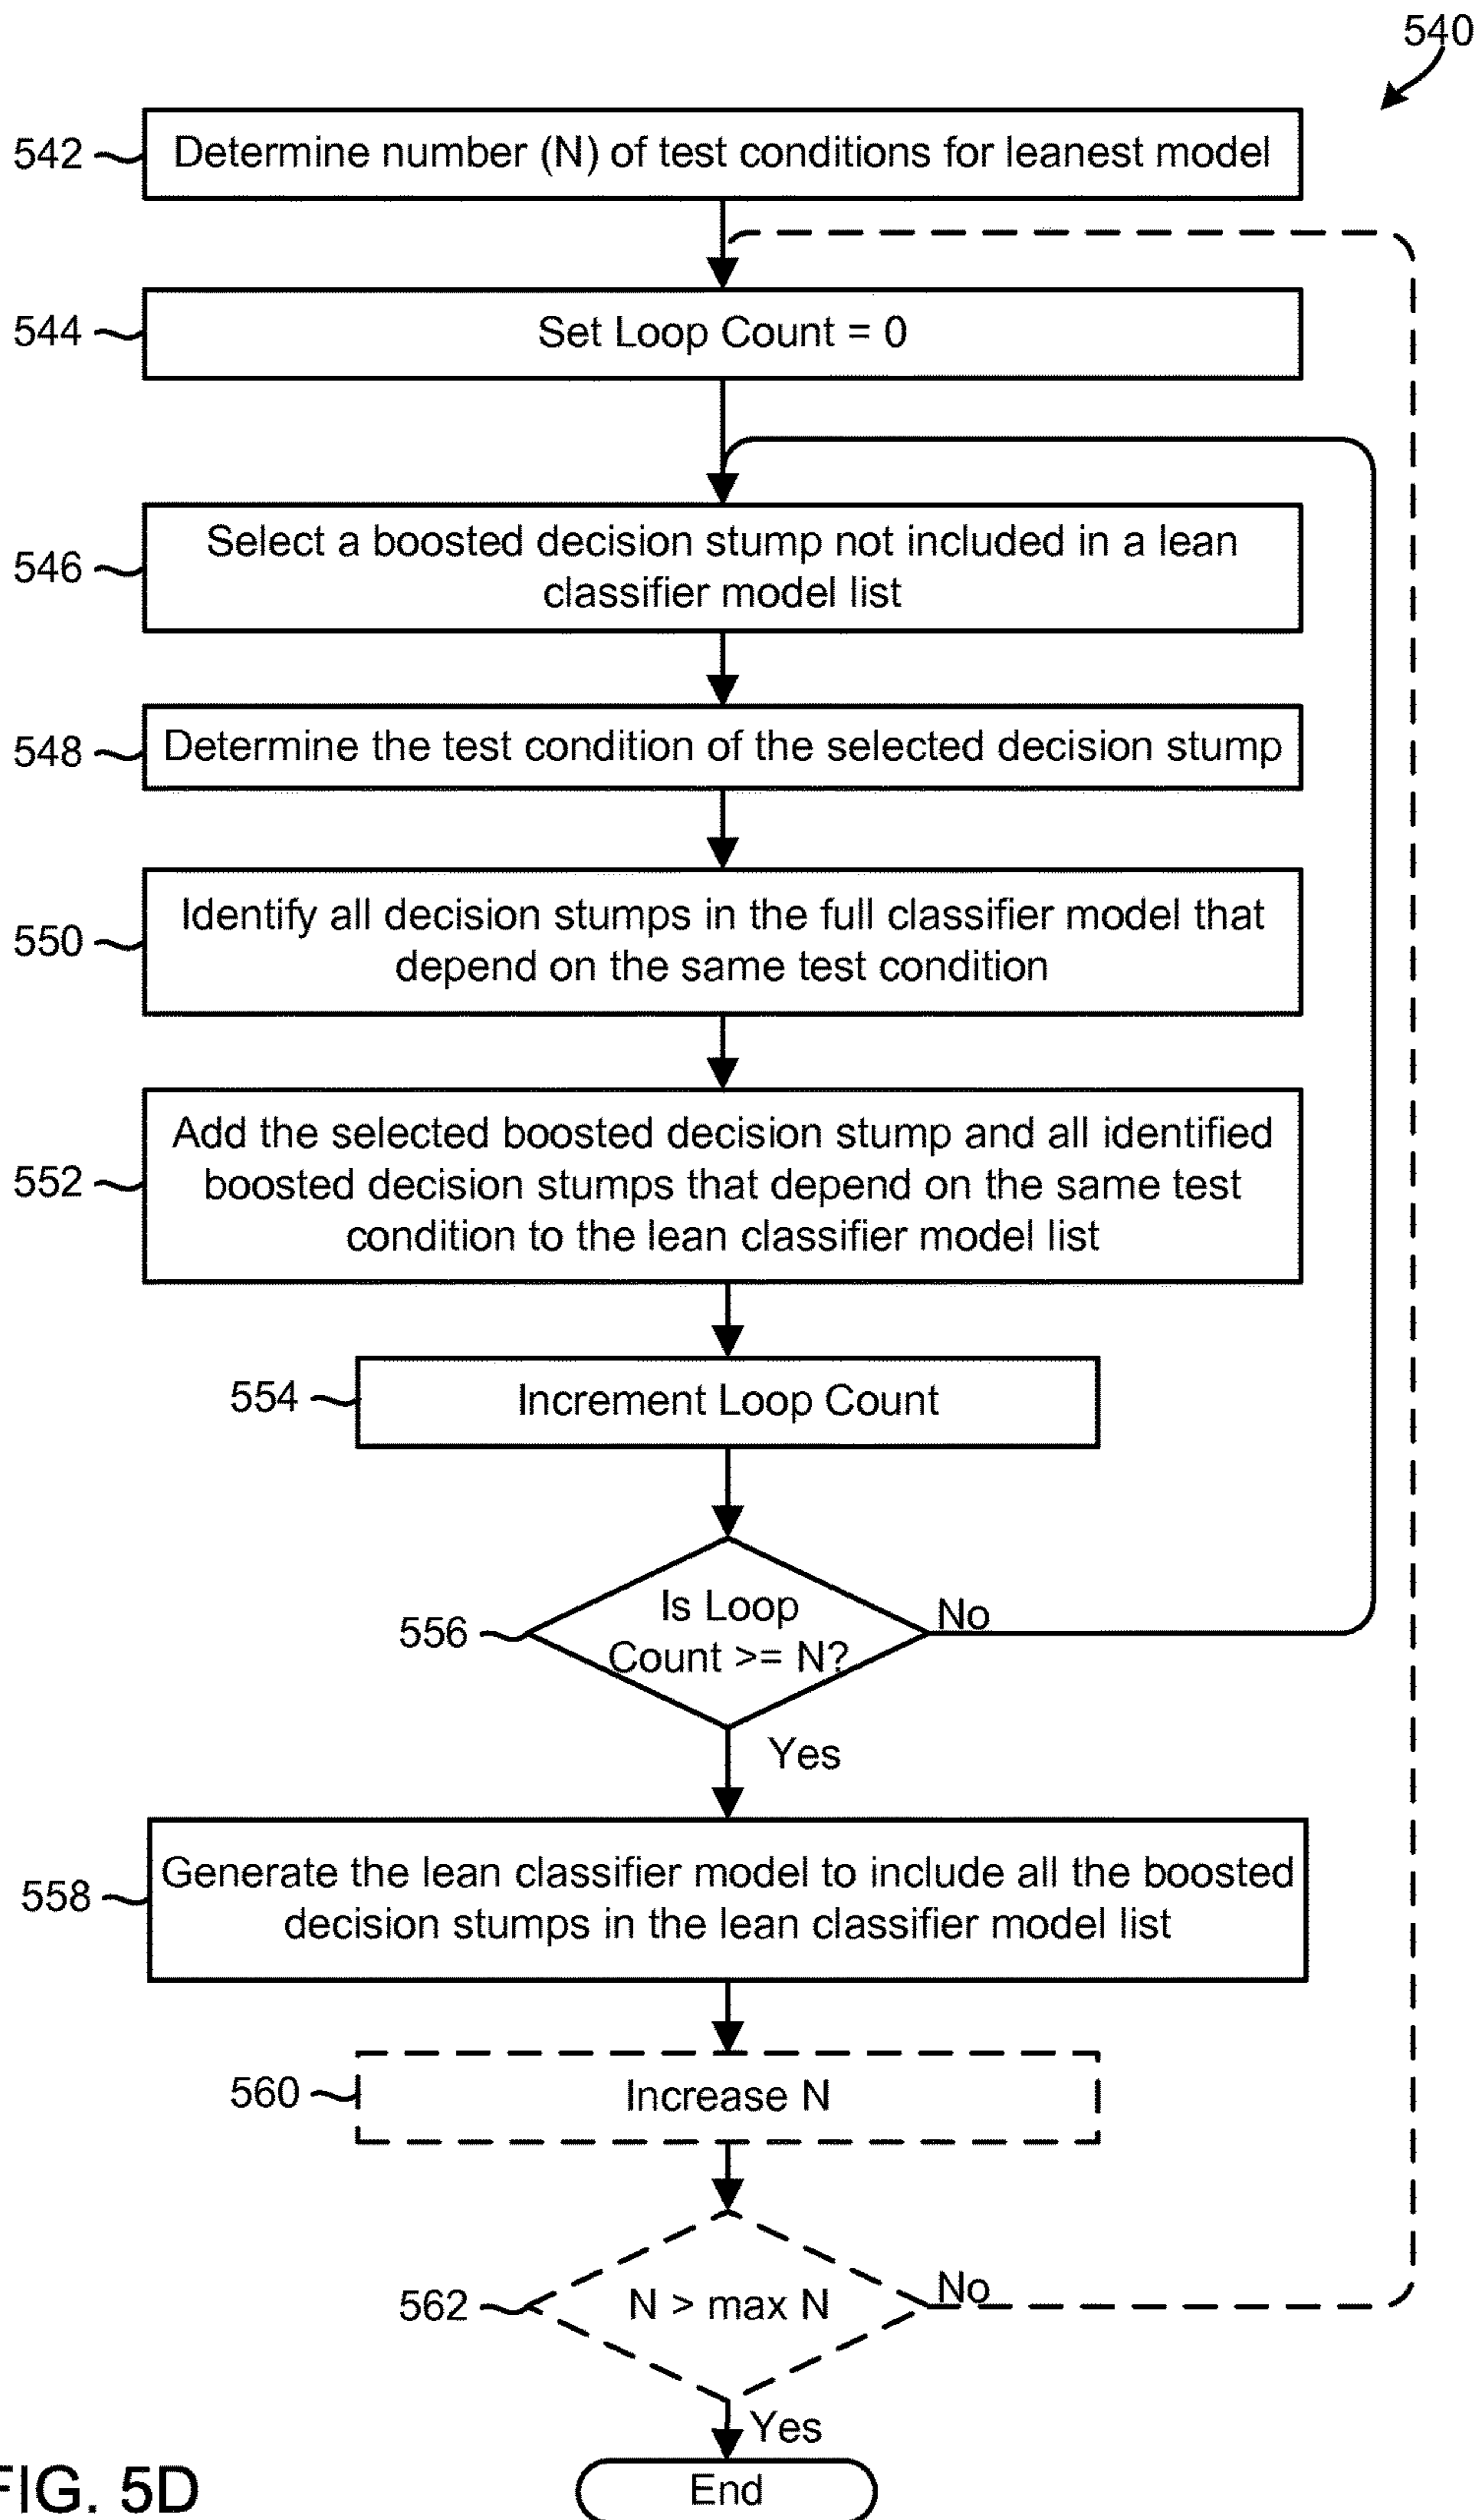 540
542
Determine number (N) of test conditions for leanest model
544
Set Loop Count = 0
546
Select a boosted decision stump not included in a lean
classifier model list
548
Determine the test condition of the selected decision stump
550
Identify all decision stumps in the full classifier model that
depend on the same test condition
552
Add the selected boosted decision stump and all identified
boosted decision stumps that depend on the same test
condition to the lean classifier model list
554
Increment Loop Count
556
Is Loop
Count >= N?
No
Yes
558
Generate the lean classifier model to include all the boosted
decision stumps in the lean classifier model list
560
Increase N
562
N > max N
No
Yes
End
FIG. 5D